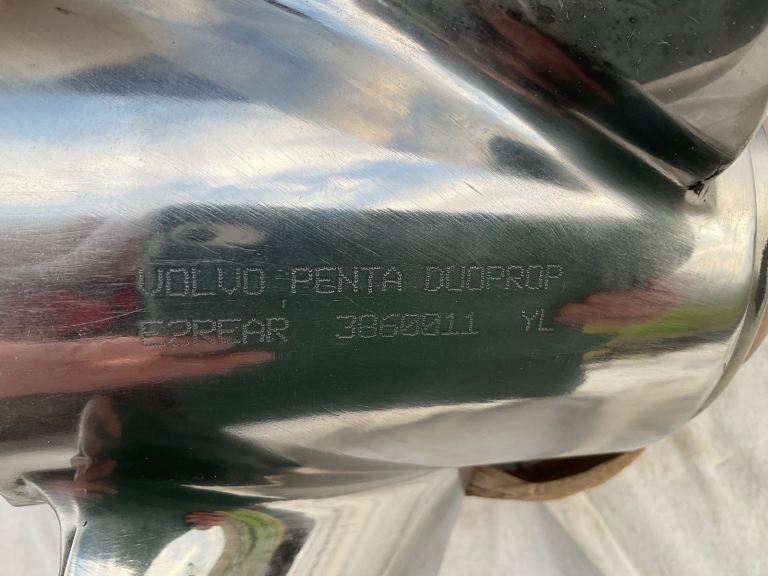 VOLVO PENTA DUOPROP
E2REAR 3860011 YL